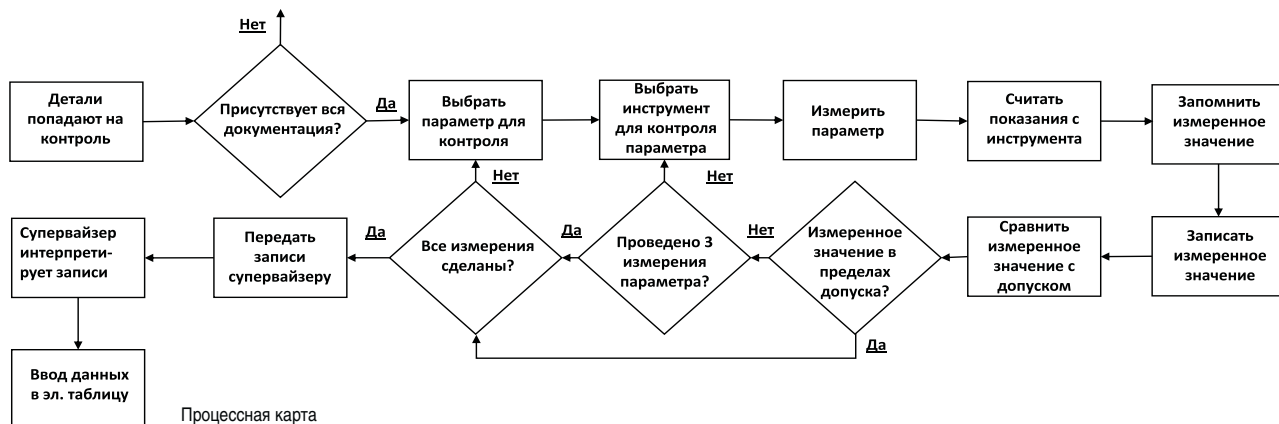 Нет
Детали
попадают на
контроль
Присутствует вся
документация?
Да
Выбрать
параметр для
контроля
Выбрать
инструмент
для контроля
параметра
Измерить
параметр
Считать
показания с
инструмента
Запомнить
измеренное
значение
Записать
измеренное
значение
Сравнить
измеренное
значение с
допуском
Измеренное
значение в
пределах
допуска?
Нет
Да
Проведено 3
измерения
параметра?
Нет
Да
Все измерения
сделаны?
Нет
Да
Передать
записи
супервайзеру
Супервайзер
интерпрети-
рует записи
Ввод данных
в эл. таблицу
Процессная карта